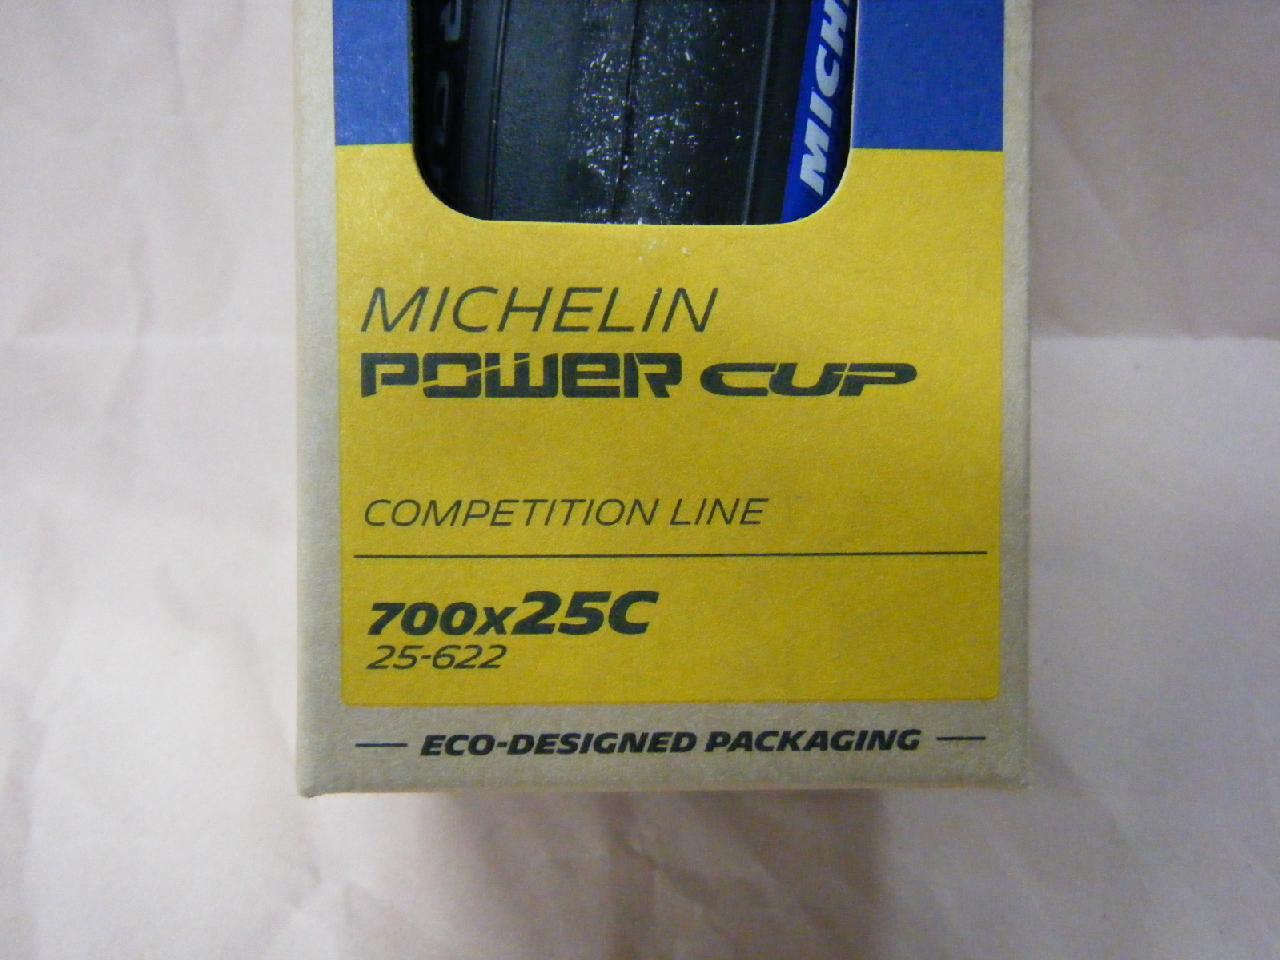 MICHELIN
POWER CUP
COMPETITION LINE
700x25C
25-622
ECO-DESIGNED PACKAGING